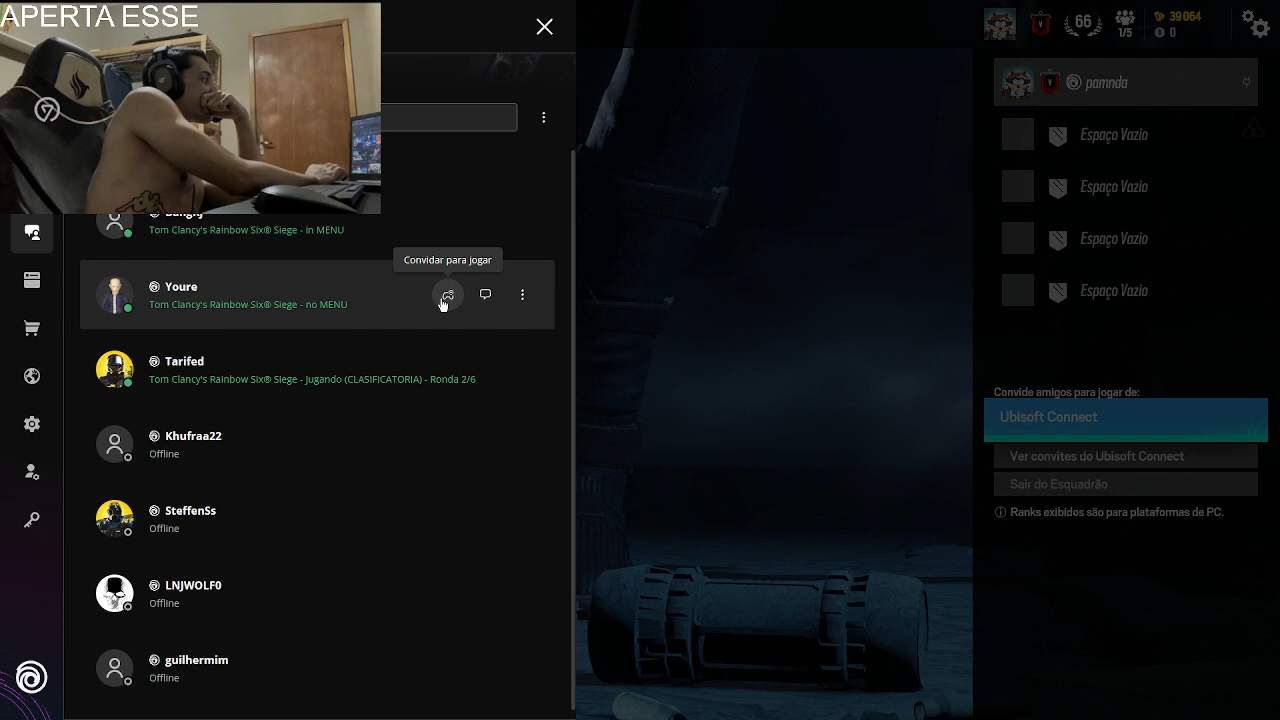 APERTA ESSE
Tom Clancy's Rainbow Six® Siege - in MENU
Convidar para jogar
Youre
Tom Clancy's Rainbow Six® Siege - no MENU
Tarifed
Tom Clancy's Rainbow Six® Siege - Jugando (CLASIFICATORIA) - Ronda 2/6
Khufraa22
Offline
SteffenSs
Offline
LNJWOLF0
Offline
guilhermim
Offline
66
1/5
39 064
0
pamnda
Espaço Vazio
Espaço Vazio
Espaço Vazio
Espaço Vazio
Convide amigos para jogar de:
Ubisoft Connect
Ver convites do Ubisoft Connect
Sair do Esquadrão
Ranks exibidos são para plataformas de PC.